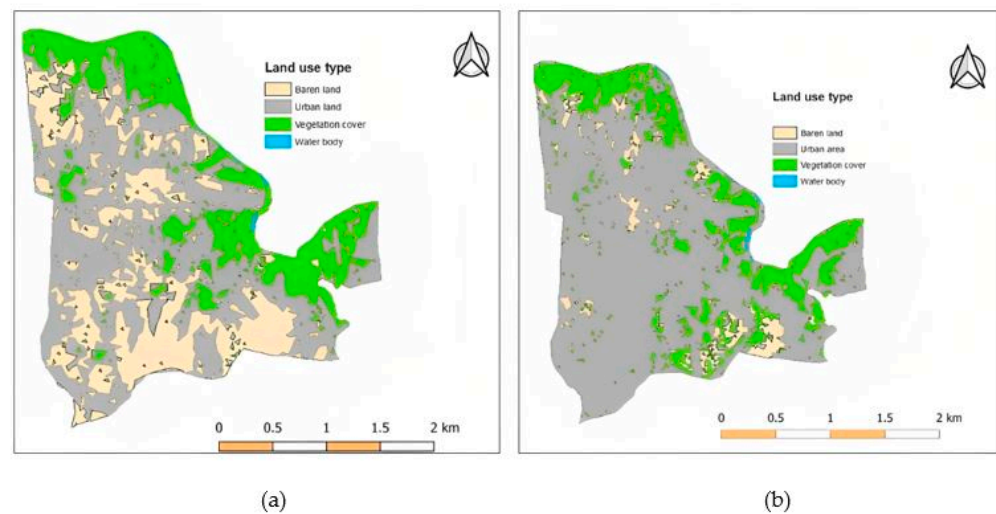 Land use type
Baren land
Urban land
Vegetation cover
Water body
0 0.5 1 1.5 2 km
(a)
Land use type
Baren land
Urban area
Vegetation cover
Water body
0 0.5 1 1.5 2 km
(b)